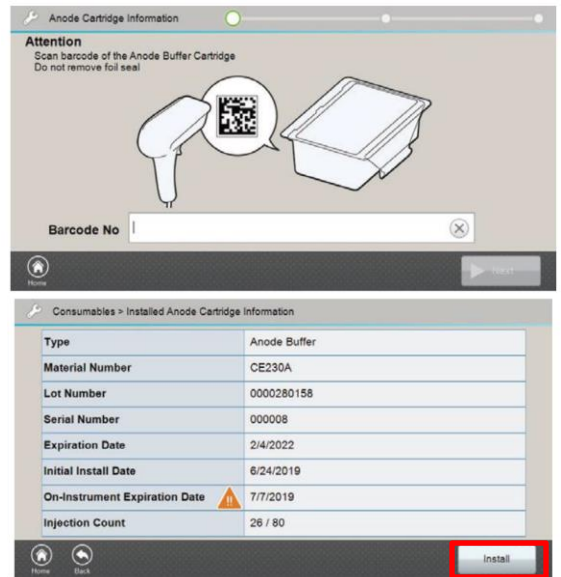 Anode Cartridge Information
Attention
Scan barcode of the Anode Buffer Cartridge
Do not remove foil seal
Barcode No
Home
Next
Consumables > Installed Anode Cartridge Information
Type Anode Buffer
Material Number CE230A
Lot Number 0000280158
Serial Number 000008
Expiration Date 2/4/2022
Initial Install Date 6/24/2019
On-Instrument Expiration Date !! 7/7/2019
Injection Count 26 / 80
Home Back Install